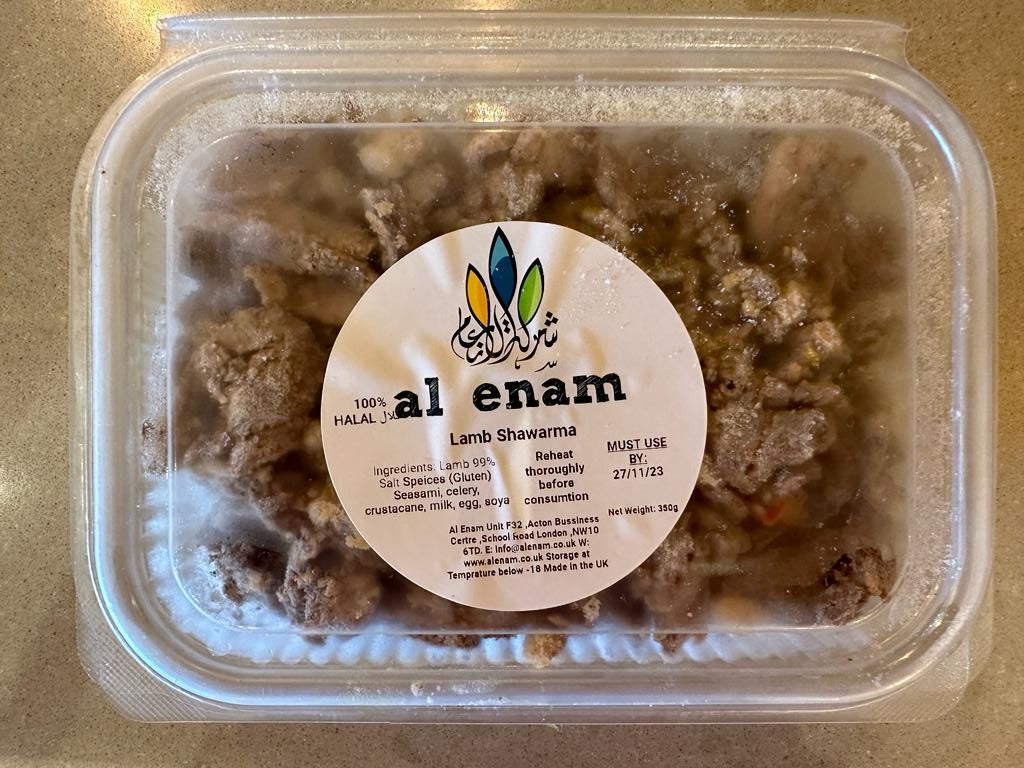 شركة الانعام
al enam
100%
HALAL حلال
Lamb Shawarma
Ingredients: Lamb 99%
Salt Speices (Gluten)
Seasami, celery,
crustacane, milk, egg, soya
Reheat
thoroughly
before
consumtion
MUST USE
BY:
27/11/23
Net Weight: 350g
Al Enam Unit F32 ,Acton Bussiness
Certre ,School Road London ,NW10
6TD. E: info@alenam.co.uk W:
www.alenam.co.uk Storage at
Temprature below -18 Made in the UK